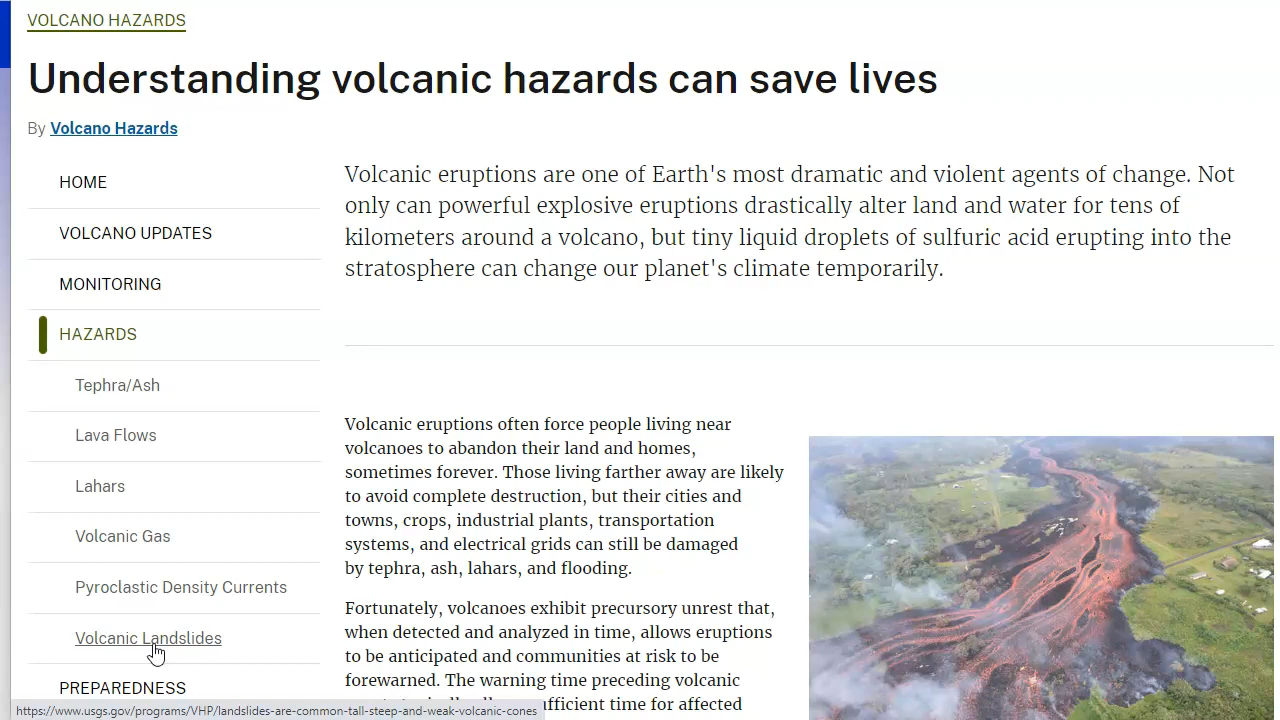 VOLCANO HAZARDS
Understanding volcanic hazards can save lives
By Volcano Hazards
HOME
VOLCANO UPDATES
MONITORING
HAZARDS
Tephra/Ash
Lava Flows
Lahars
Volcanic Gas
Pyroclastic Density Currents
Volcanic Landslides
PREPAREDNESS
Volcanic eruptions are one of Earth's most dramatic and violent agents of change. Not
only can powerful explosive eruptions drastically alter land and water for tens of
kilometers around a volcano, but tiny liquid droplets of sulfuric acid erupting into the
stratosphere can change our planet's climate temporarily.
Volcanic eruptions often force people living near
volcanoes to abandon their land and homes,
sometimes forever. Those living farther away are likely
to avoid complete destruction, but their cities and
towns, crops, industrial plants, transportation
systems, and electrical grids can still be damaged
by tephra, ash, lahars, and flooding.
Fortunately, volcanoes exhibit precursory unrest that,
when detected and analyzed in time, allows eruptions
to be anticipated and communities at risk to be
forewarned. The warning time preceding volcanic
time for affected
https://www.usgs.gov/programs/VHP/landslides-are-common-tall-steep-and-weak-volcanic-cones